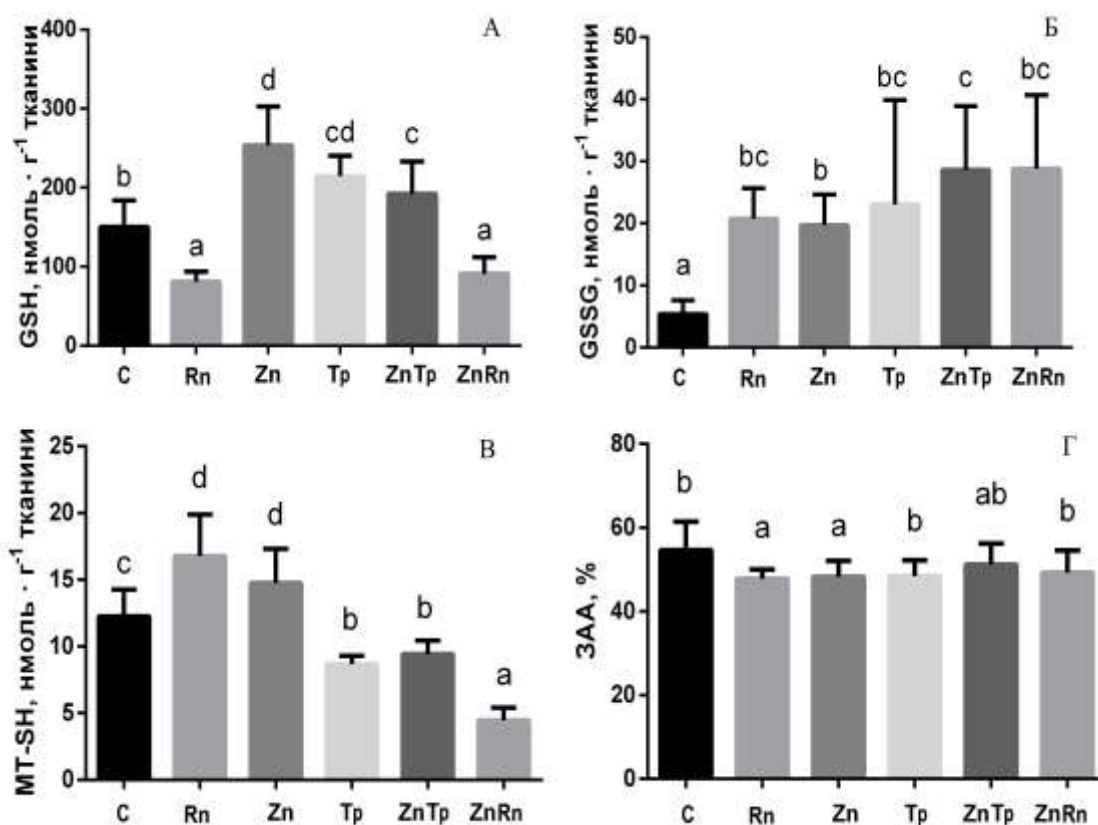 А
GSH, нмоль · г⁻¹ тканини
400
300
200
100
0
b
a
d
cd
c
a
C
Rn
Zn
Tp
ZnTp
ZnRn
Б
GSSG, нмоль · г⁻¹ тканини
50
40
30
20
10
0
a
bc
b
bc
c
bc
C
Rn
Zn
Tp
ZnTp
ZnRn
В
MT-SH, нмоль · г⁻¹ тканини
25
20
15
10
5
0
c
d
d
b
b
a
C
Rn
Zn
Tp
ZnTp
ZnRn
Г
ЗАА, %
80
60
40
20
0
b
a
a
b
ab
b
C
Rn
Zn
Tp
ZnTp
ZnRn